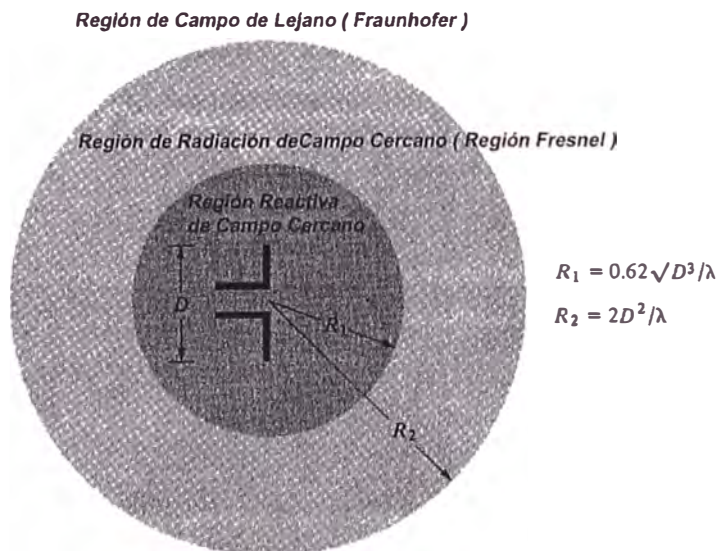 Región de Campo de Lejano ( Fraunhofer )
Región de Radiación deCampo Cercano ( Región Fresnel )
Región Reactiva
de Campo Cercano
D
R₁
R₂
R₁ = 0.62√D³/λ
R₂ = 2D²/λ